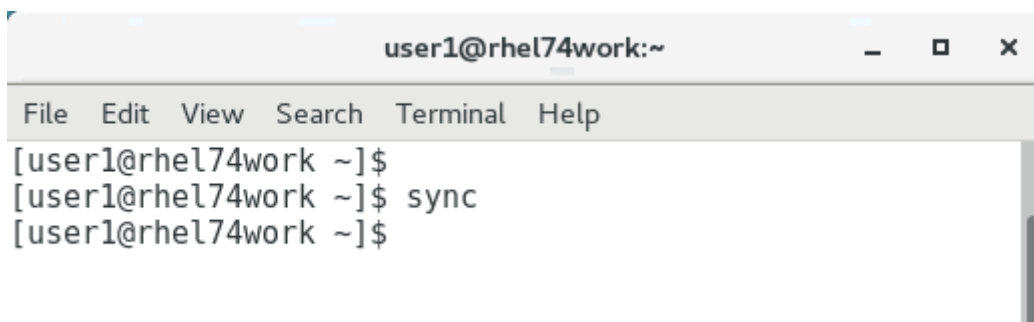 user1@rhel74work:~
File Edit View Search Terminal Help
[user1@rhel74work ~]$
[user1@rhel74work ~]$ sync
[user1@rhel74work ~]$